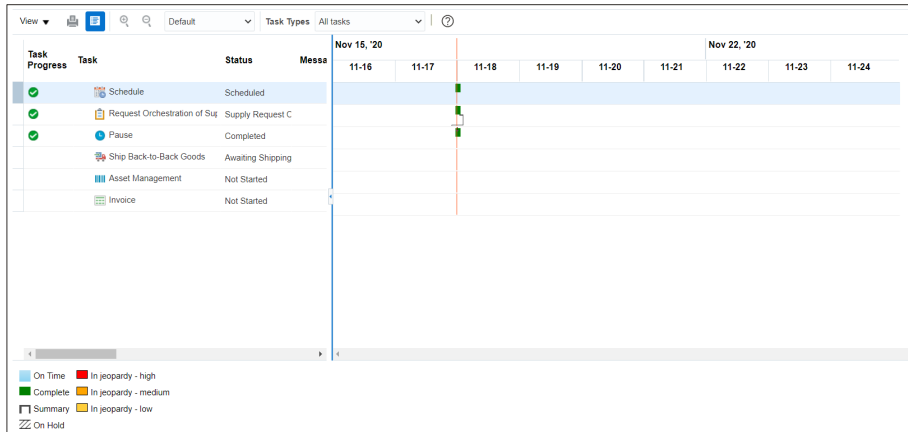 View
Default
Task Types All tasks
Task Progress Task Status Messa
Nov 15, '20 Nov 22, '20
11-16 11-17 11-18 11-19 11-20 11-21 11-22 11-23 11-24
Schedule Scheduled
Request Orchestration of Sup Supply Request C
Pause Completed
Ship Back-to-Back Goods Awaiting Shipping
Asset Management Not Started
Invoice Not Started
On Time In jeopardy - high
Complete In jeopardy - medium
Summary In jeopardy - low
On Hold